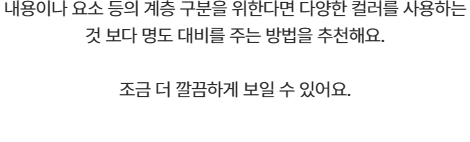 내용이나 요소 등의 계층 구분을 위한다면 다양한 컬러를 사용하는
것 보다 명도 대비를 주는 방법을 추천해요.
조금 더 깔끔하게 보일 수 있어요.